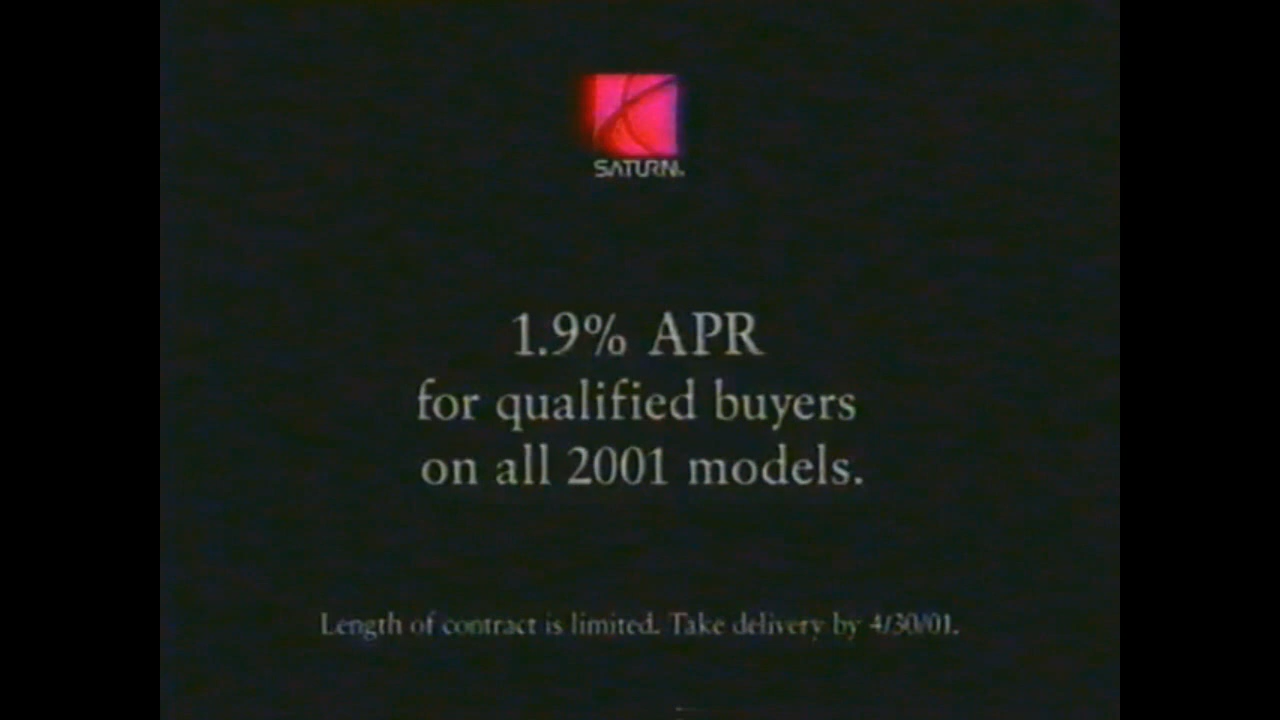 SATURN
1.9% APR
for qualified buyers
on all 2001 models.
Length of contract is limited. Take delivery by 4/30/01.